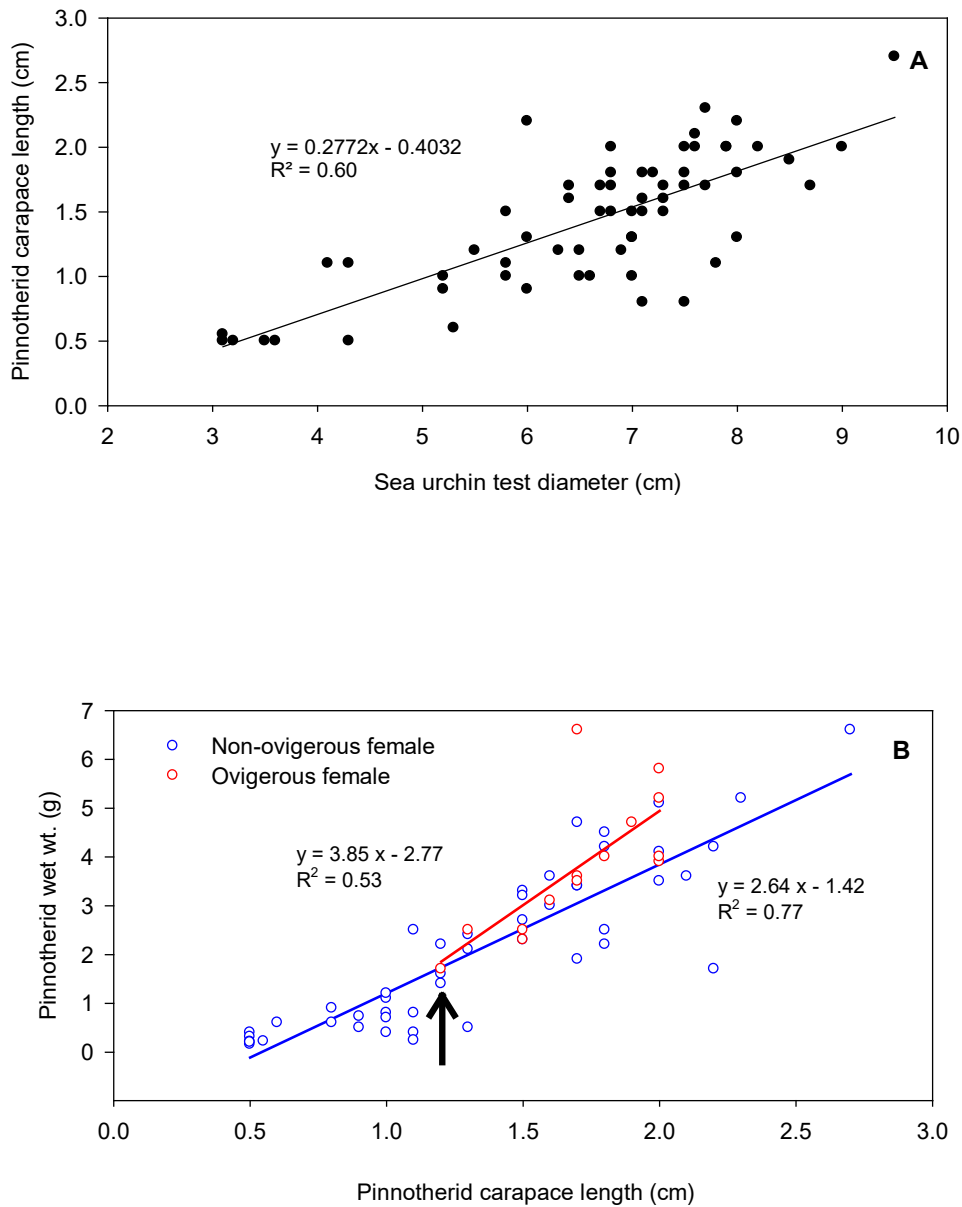 A
3.0
2.5
2.0
1.5
1.0
0.5
0.0
Pinnotherid carapace length (cm)
y = 0.2772x - 0.4032
R² = 0.60
2 3 4 5 6 7 8 9 10
Sea urchin test diameter (cm)
B
7
6
5
4
3
2
1
0
Pinnotherid wet wt. (g)
Non-ovigerous female
Ovigerous female
y = 3.85 x - 2.77
R² = 0.53
y = 2.64 x - 1.42
R² = 0.77
0.0 0.5 1.0 1.5 2.0 2.5 3.0
Pinnotherid carapace length (cm)